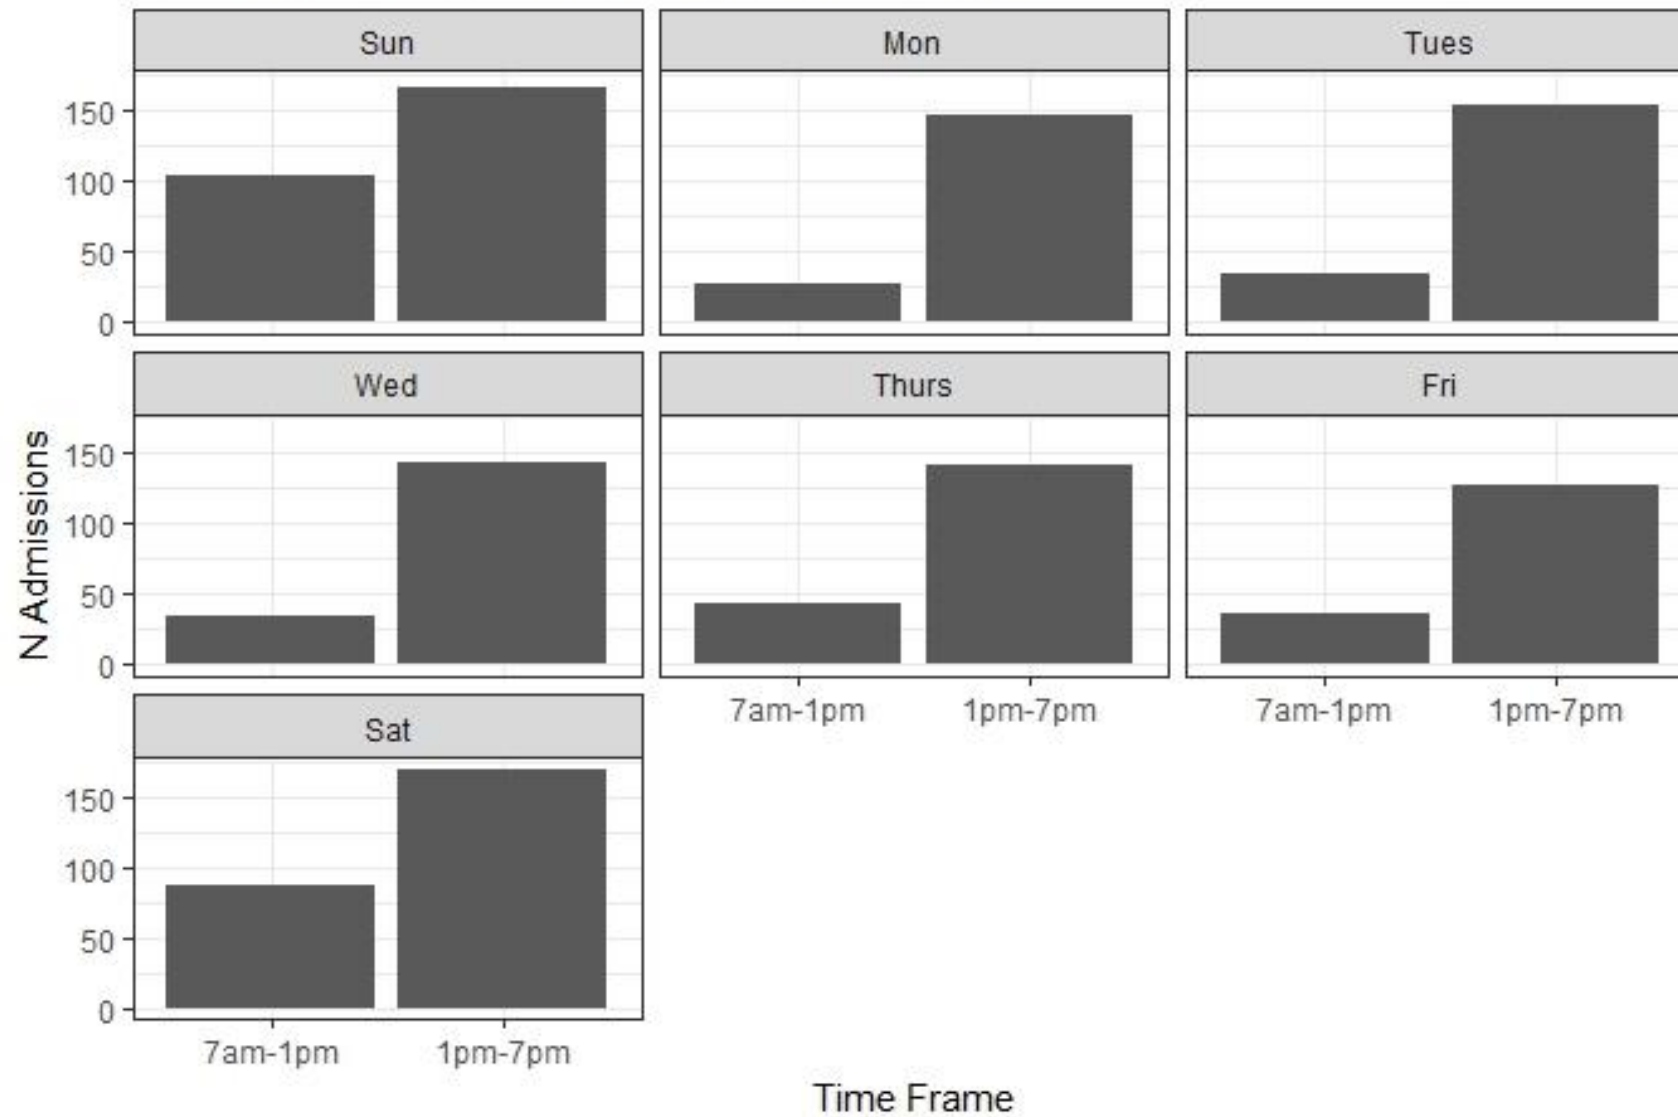 Sun
Mon
Tues
150
100
50
0
Wed
Thurs
Fri
N Admissions
150
100
50
0
7am-1pm
1pm-7pm
7am-1pm
1pm-7pm
Sat
150
100
50
0
7am-1pm
1pm-7pm
Time Frame